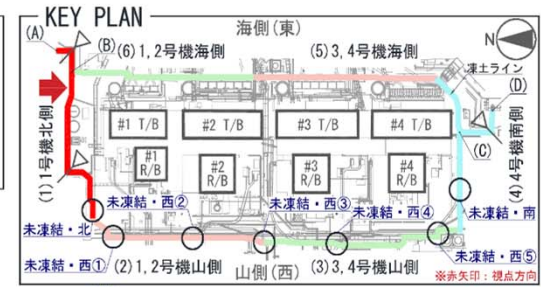 KEY PLAN
海側(東)
N
(A)
(B)
(6)1,2号機海側
(5)3,4号機海側
凍土ライン
(D)
#1 T/B
#2 T/B
#3 T/B
#4 T/B
(C)
(1)1号機北側
(4)4号機南側
#1
R/B
#2
R/B
#3
R/B
#4
R/B
未凍結・西②
未凍結・西③
未凍結・西④
未凍結・南
未凍結・北
未凍結・西①
(2)1,2号機山側
山側(西)
(3)3,4号機山側
未凍結・西⑤
※赤矢印:視点方向